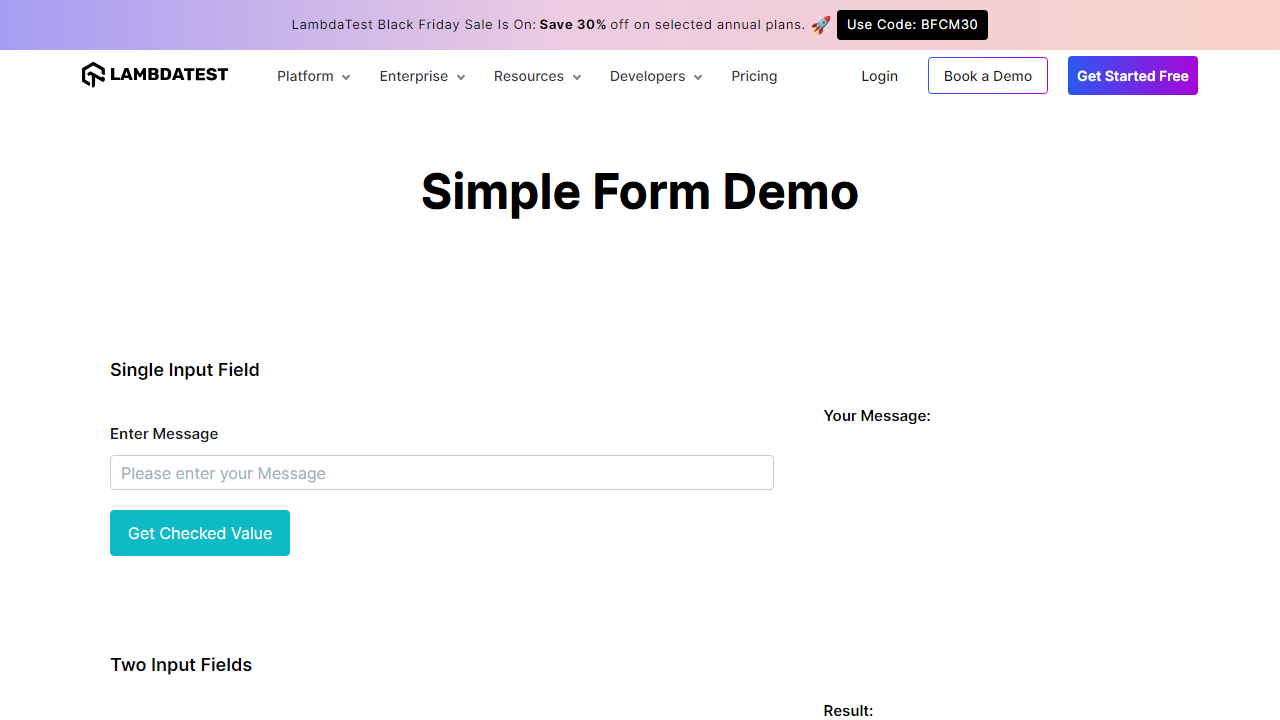 LambdaTest Black Friday Sale Is On: Save 30% off on selected annual plans. 🚀 Use Code: BFCM30
LAMBDATEST Platform Enterprise Resources Developers Pricing Login Book a Demo Get Started Free
Simple Form Demo
Single Input Field
Your Message:
Enter Message
Please enter your Message
Get Checked Value
Two Input Fields
Result: